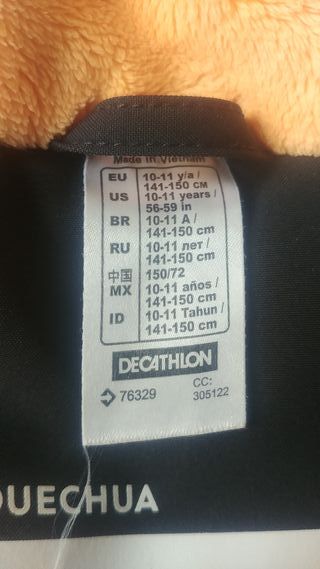 Made in Vietnam
EU 10-11 y/a /
141-150 см
US 10-11 years /
56-59 in
BR 10-11 A /
141-150 cm
RU 10-11 лет /
141-150 cm
中国 150/72
MX 10-11 años /
141-150 cm
ID 10-11 Tahun /
141-150 cm
DECATHLON
76329 CC:
305122
QUECHUA